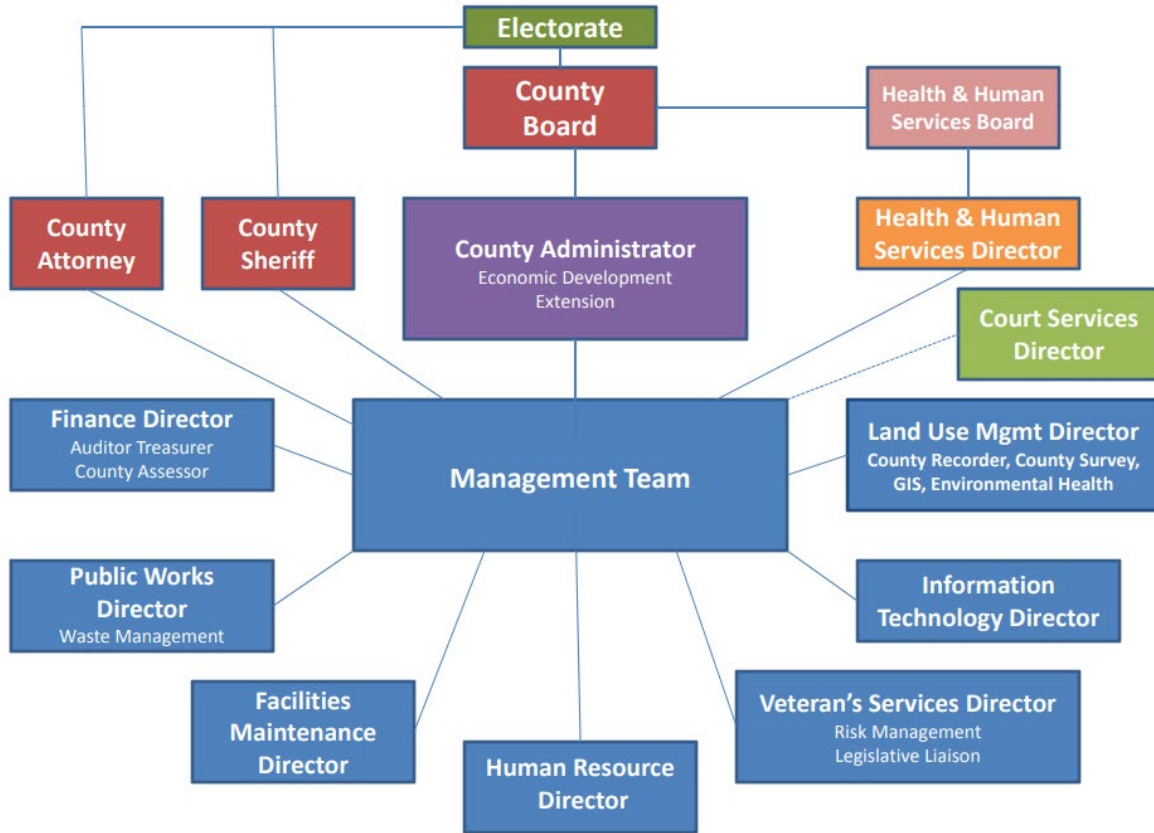 Electorate
County
Board
Health & Human
Services Board
County
Attorney
County
Sheriff
County Administrator
Economic Development
Extension
Health & Human
Services Director
Court Services
Director
Finance Director
Auditor Treasurer
County Assessor
Management Team
Land Use Mgmt Director
County Recorder, County Survey,
GIS, Environmental Health
Public Works
Director
Waste Management
Information
Technology Director
Facilities
Maintenance
Director
Human Resource
Director
Veteran's Services Director
Risk Management
Legislative Liaison